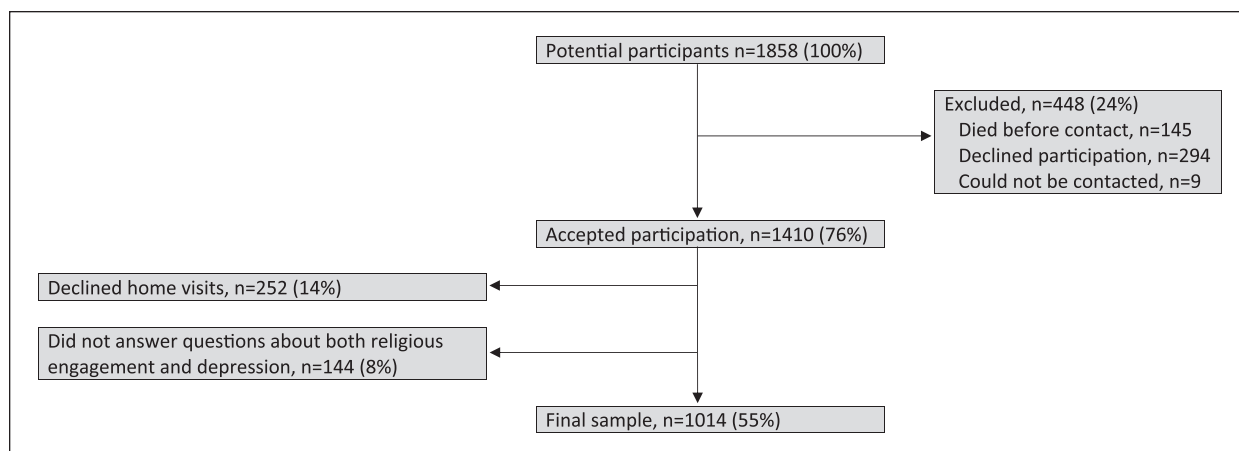 Potential participants n=1858 (100%)
Excluded, n=448 (24%)
Died before contact, n=145
Declined participation, n=294
Could not be contacted, n=9
Accepted participation, n=1410 (76%)
Declined home visits, n=252 (14%)
Did not answer questions about both religious
engagement and depression, n=144 (8%)
Final sample, n=1014 (55%)